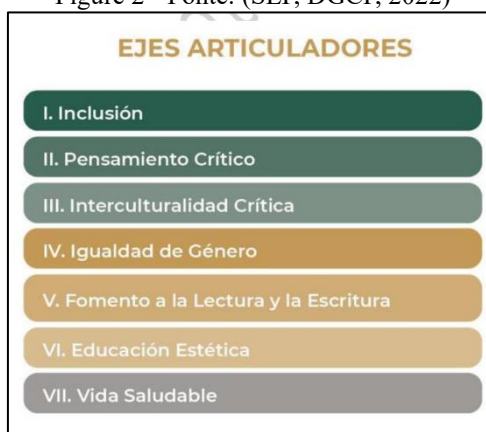 Figure 2 - Fonte: (SEP, DGCP, 2022)
EJES ARTICULADORES
I. Inclusión
II. Pensamiento Crítico
III. Interculturalidad Crítica
IV. Igualdad de Género
V. Fomento a la Lectura y la Escritura
VI. Educación Estética
VII. Vida Saludable